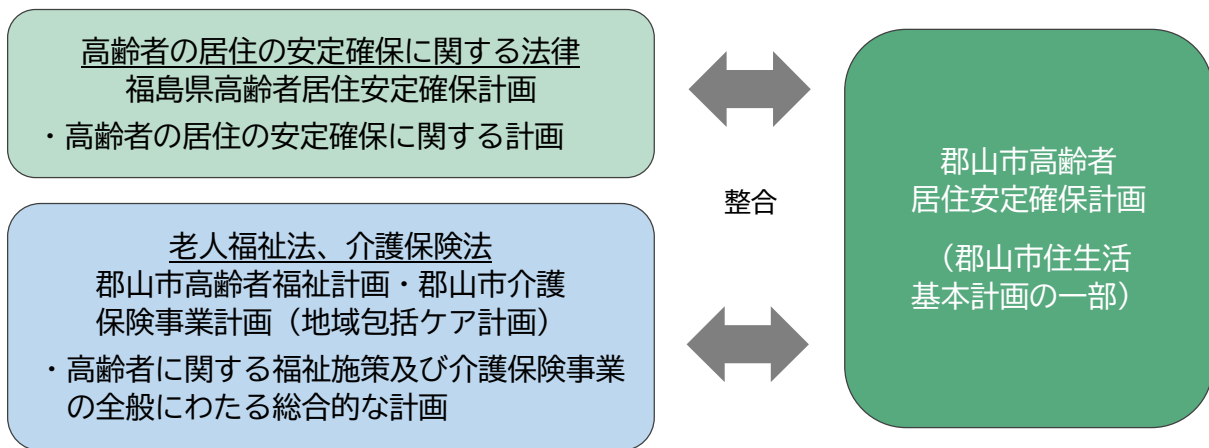 高齢者の居住の安定確保に関する法律
福島県高齢者居住安定確保計画
・高齢者の居住の安定確保に関する計画
老人福祉法、介護保険法
郡山市高齢者福祉計画・郡山市介護
保険事業計画（地域包括ケア計画）
・高齢者に関する福祉施策及び介護保険事業
の全般にわたる総合的な計画
整合
郡山市高齢者
居住安定確保計画
（郡山市住生活
基本計画の一部）